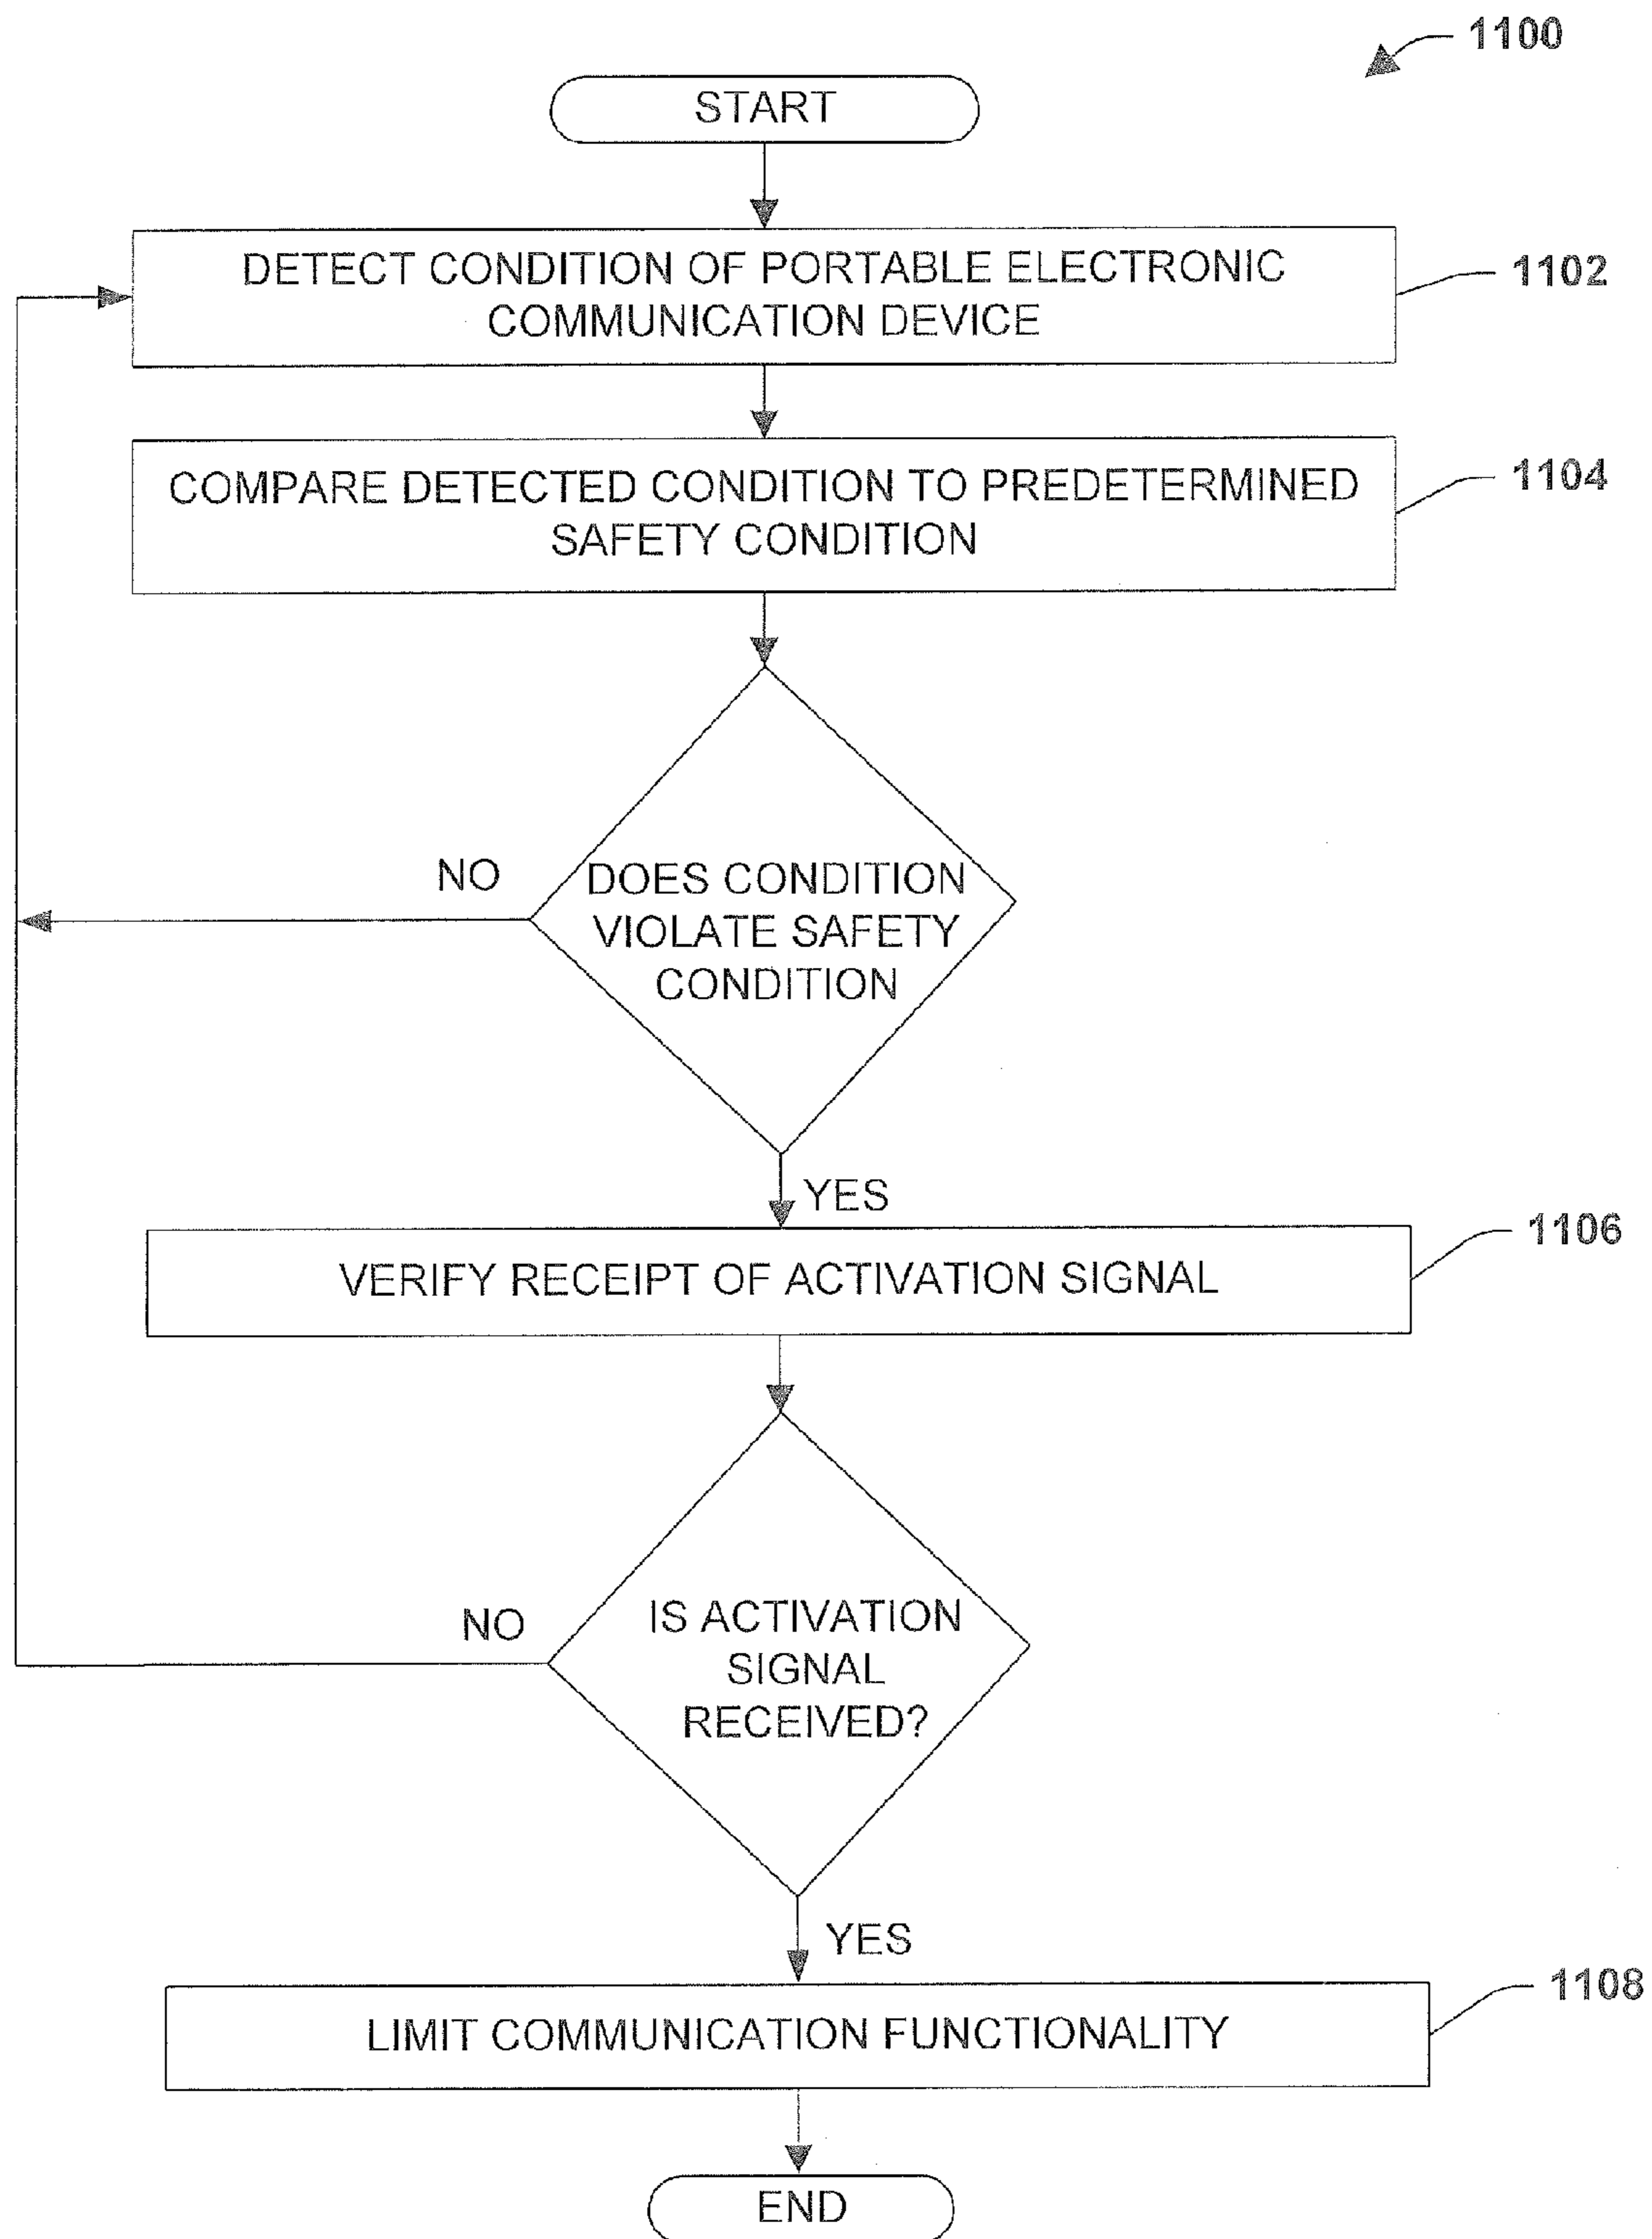 1100
START
DETECT CONDITION OF PORTABLE ELECTRONIC
COMMUNICATION DEVICE
1102
COMPARE DETECTED CONDITION TO PREDETERMINED
SAFETY CONDITION
1104
NO
DOES CONDITION
VIOLATE SAFETY
CONDITION
YES
1106
VERIFY RECEIPT OF ACTIVATION SIGNAL
NO
IS ACTIVATION
SIGNAL
RECEIVED?
YES
1108
LIMIT COMMUNICATION FUNCTIONALITY
END